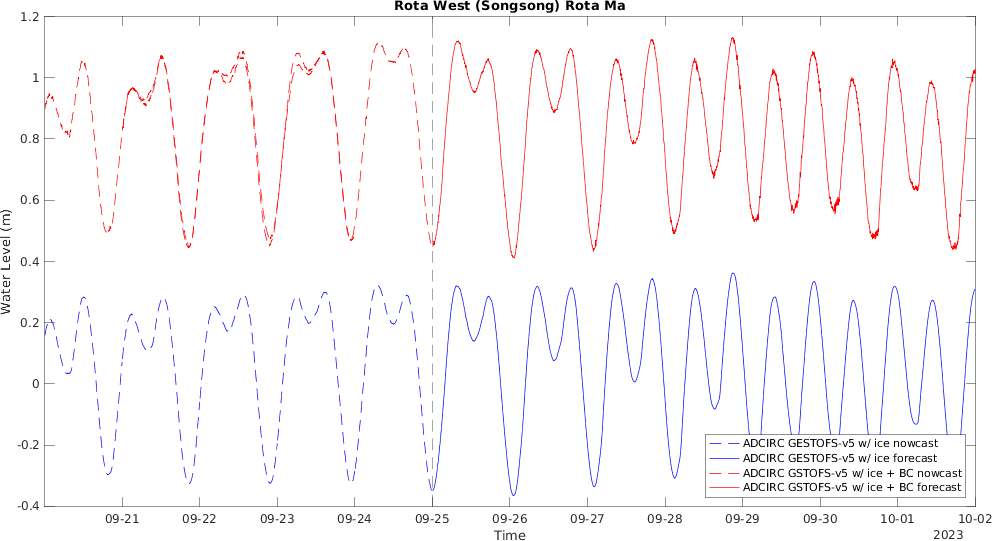 Rota West (Songsong) Rota Ma
1.2
1
0.8
0.6
0.4
0.2
0
-0.2
-0.4
Water Level (m)
ADCIRC GESTOFS-v5 w/ ice nowcast
ADCIRC GESTOFS-v5 w/ ice forecast
ADCIRC GSTOFS-v5 w/ ice + BC nowcast
ADCIRC GSTOFS-v5 w/ ice + BC forecast
09-21 09-22 09-23 09-24 09-25 09-26 09-27 09-28 09-29 09-30 10-01 10-02
Time
2023